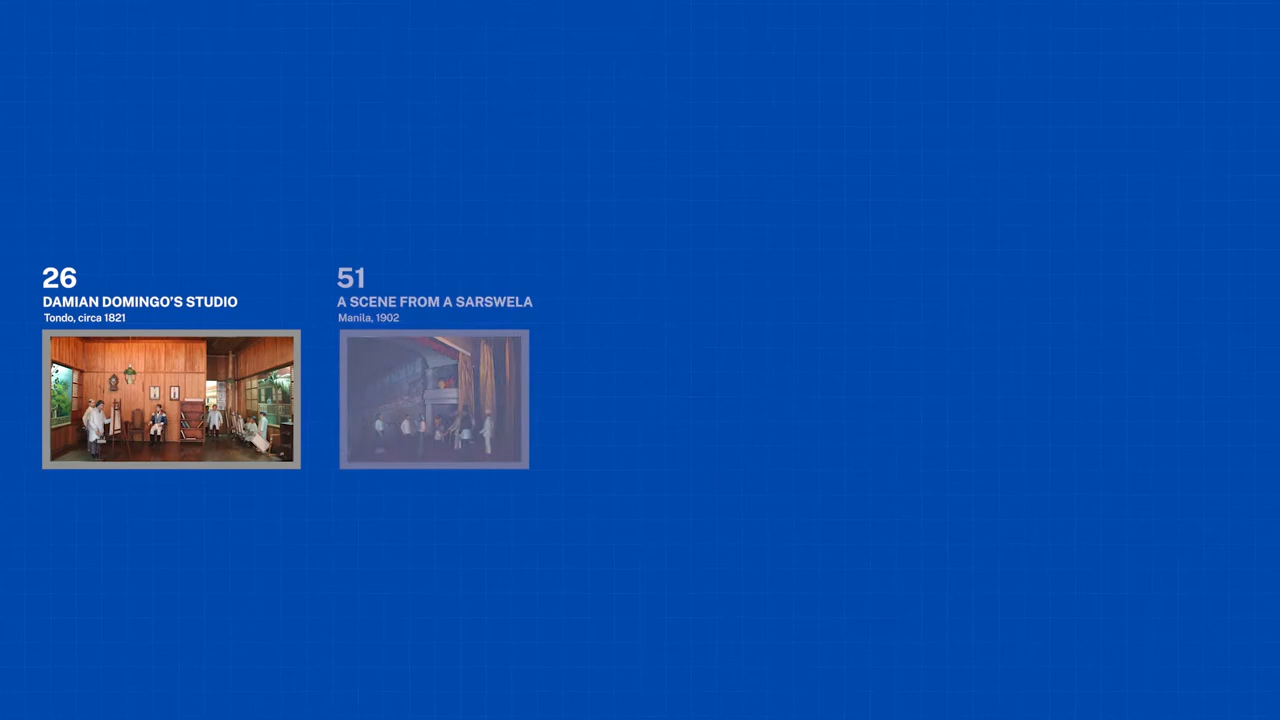 26
DAMIAN DOMINGO'S STUDIO
Tondo, circa 1821
51
A SCENE FROM A SARSWELA
Manila, 1902